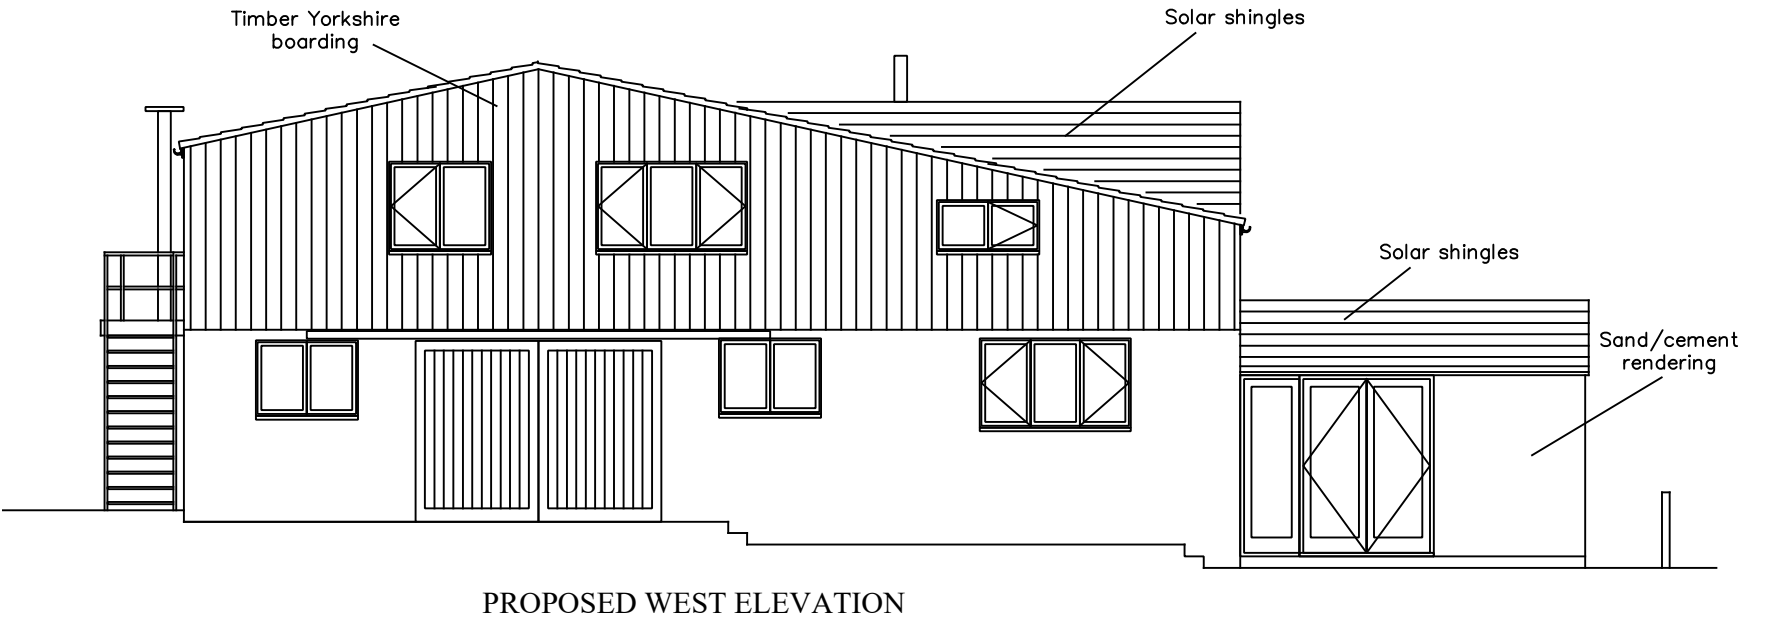 Timber Yorkshire
boarding
Solar shingles
Solar shingles
Sand/cement
rendering
PROPOSED WEST ELEVATION